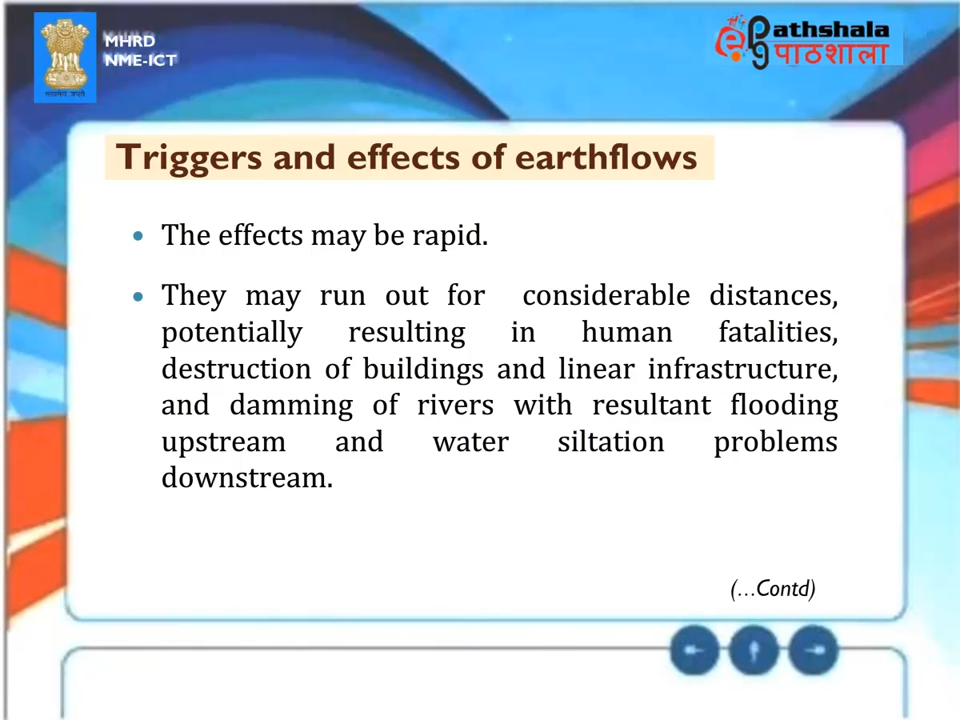 MHRD
NME-ICT
ePG Pathshala
पाठशाला
Triggers and effects of earthflows
• The effects may be rapid.
• They may run out for considerable distances,
potentially resulting in human fatalities,
destruction of buildings and linear infrastructure,
and damming of rivers with resultant flooding
upstream and water siltation problems
downstream.
(...Contd)